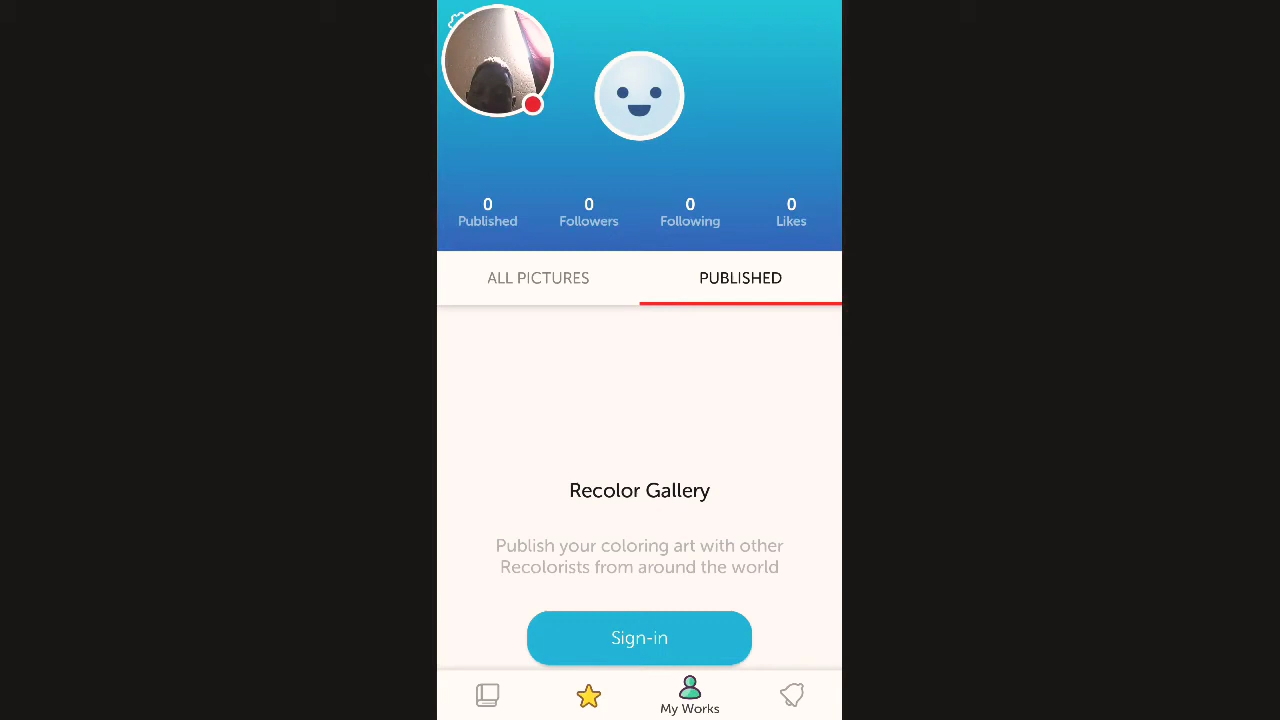 0 0 0 0
Published Followers Following Likes
ALL PICTURES PUBLISHED
Recolor Gallery
Publish your coloring art with other
Recolorists from around the world
Sign-in
My Works